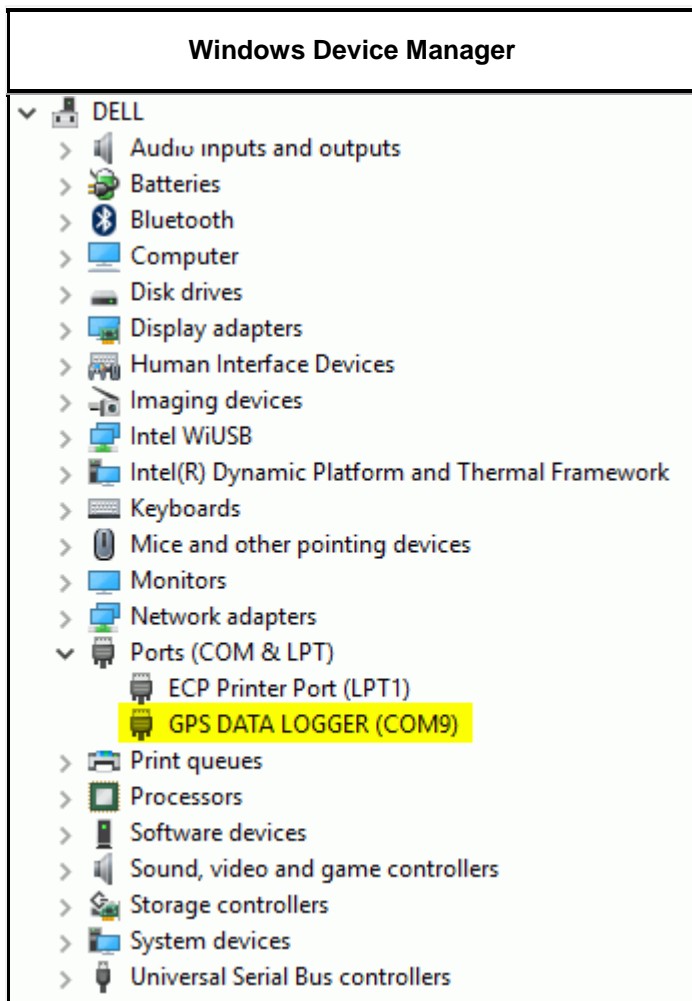 Windows Device Manager
DELL
Audio inputs and outputs
Batteries
Bluetooth
Computer
Disk drives
Display adapters
Human Interface Devices
Imaging devices
Intel WiUSB
Intel(R) Dynamic Platform and Thermal Framework
Keyboards
Mice and other pointing devices
Monitors
Network adapters
Ports (COM & LPT)
ECP Printer Port (LPT1)
GPS DATA LOGGER (COM9)
Print queues
Processors
Software devices
Sound, video and game controllers
Storage controllers
System devices
Universal Serial Bus controllers